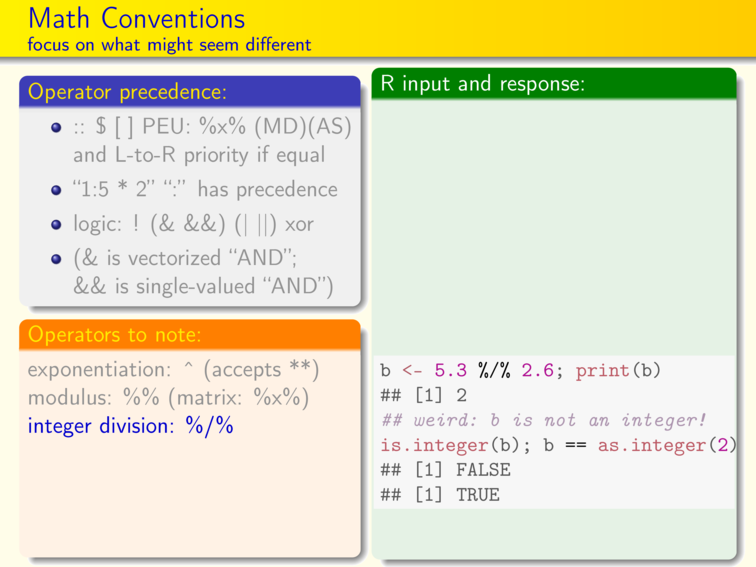 Math Conventions
focus on what might seem different
Operator precedence:
:: $ [ ] PEU: %x% (MD)(AS)
and L-to-R priority if equal
“1:5 * 2” “:” has precedence
logic: ! (& &&) (| ||) xor
(& is vectorized “AND”;
&& is single-valued “AND”)
Operators to note:
exponentiation: ^ (accepts **)
modulus: %% (matrix: %x%)
integer division: %/%
R input and response:
b <- 5.3 %/% 2.6; print(b)
## [1] 2
## weird: b is not an integer!
is.integer(b); b == as.integer(2)
## [1] FALSE
## [1] TRUE